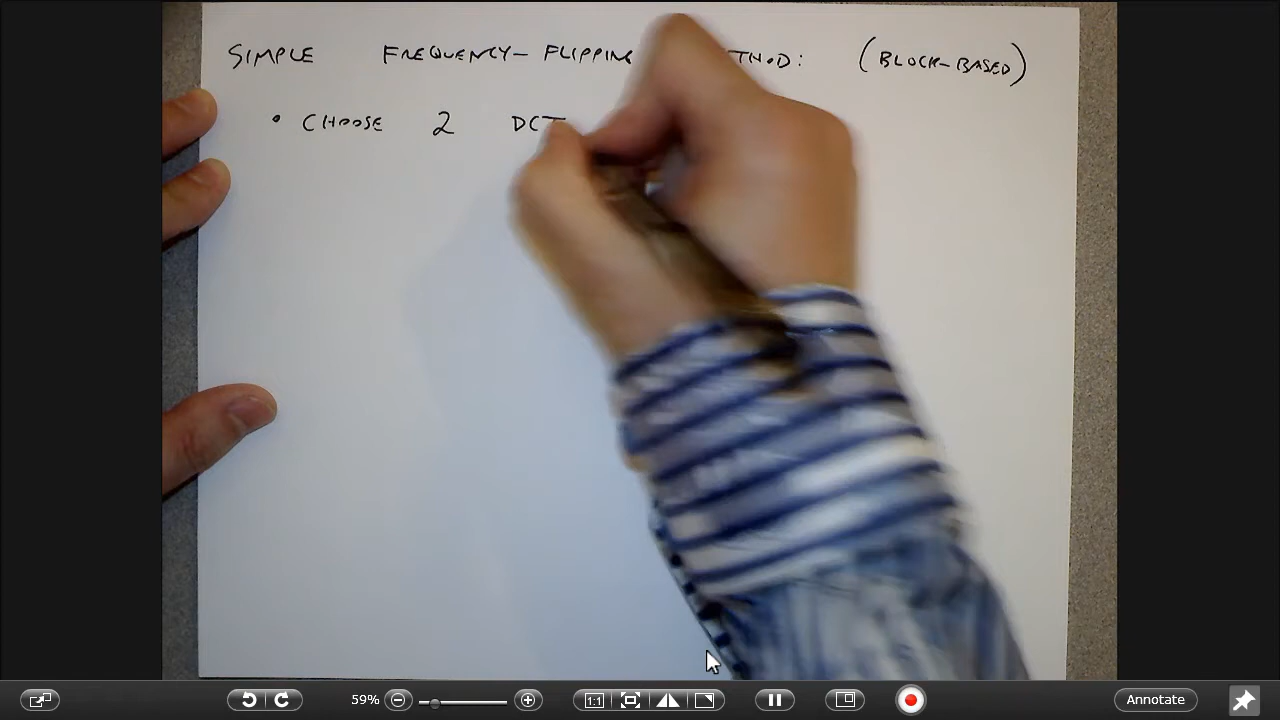 SIMPLE FREQUENCY-FLIPPING (BLOCK-BASED)
• CHOOSE 2 DCT
59% 1:1 Annotate